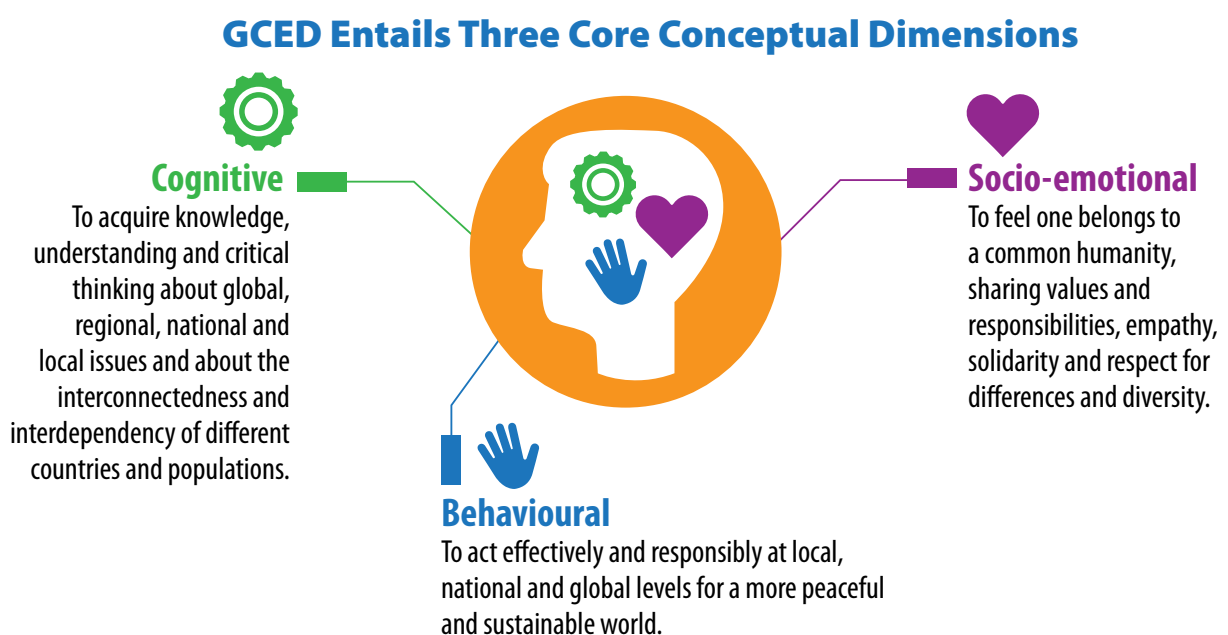 GCED Entails Three Core Conceptual Dimensions
Cognitive
To acquire knowledge,
understanding and critical
thinking about global,
regional, national and
local issues and about the
interconnectedness and
interdependency of different
countries and populations.
Socio-emotional
To feel one belongs to
a common humanity,
sharing values and
responsibilities, empathy,
solidarity and respect for
differences and diversity.
Behavioural
To act effectively and responsibly at local,
national and global levels for a more peaceful
and sustainable world.